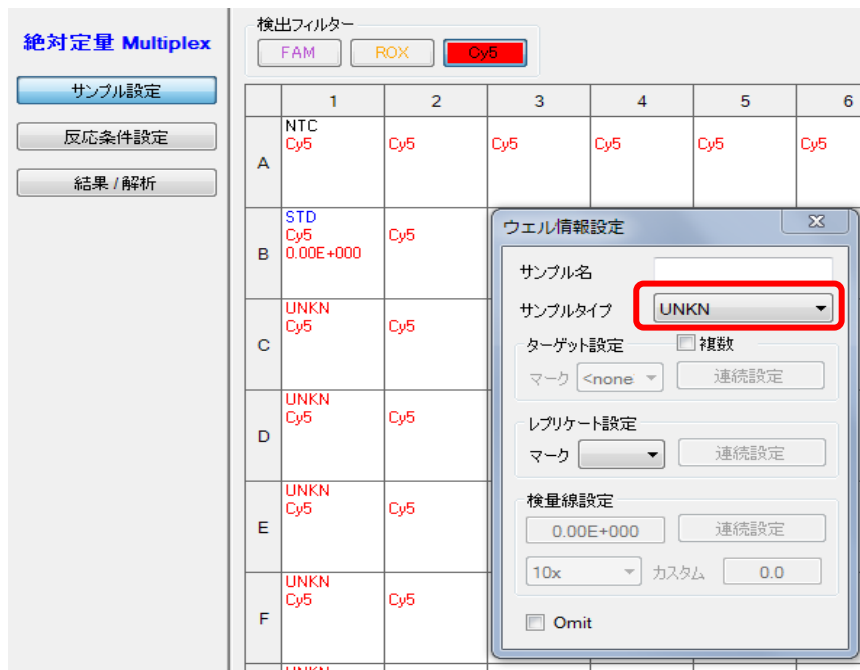 絶対定量 Multiplex
サンプル設定
反応条件設定
結果 / 解析
検出フィルター
FAM ROX Cy5
1 2 3 4 5 6
A
NTC
Cy5 Cy5 Cy5 Cy5 Cy5 Cy5
B
STD
Cy5 Cy5
0.00E+000
C
UNKN
Cy5 Cy5
D
UNKN
Cy5 Cy5
E
UNKN
Cy5 Cy5
F
UNKN
Cy5 Cy5
UNKN
ウェル情報設定
サンプル名
サンプルタイプ UNKN
ターゲット設定 複数
マーク <none 連続設定
レプリケート設定
マーク 連続設定
検量線設定
0.00E+000 連続設定
10x カスタム 0.0
Omit